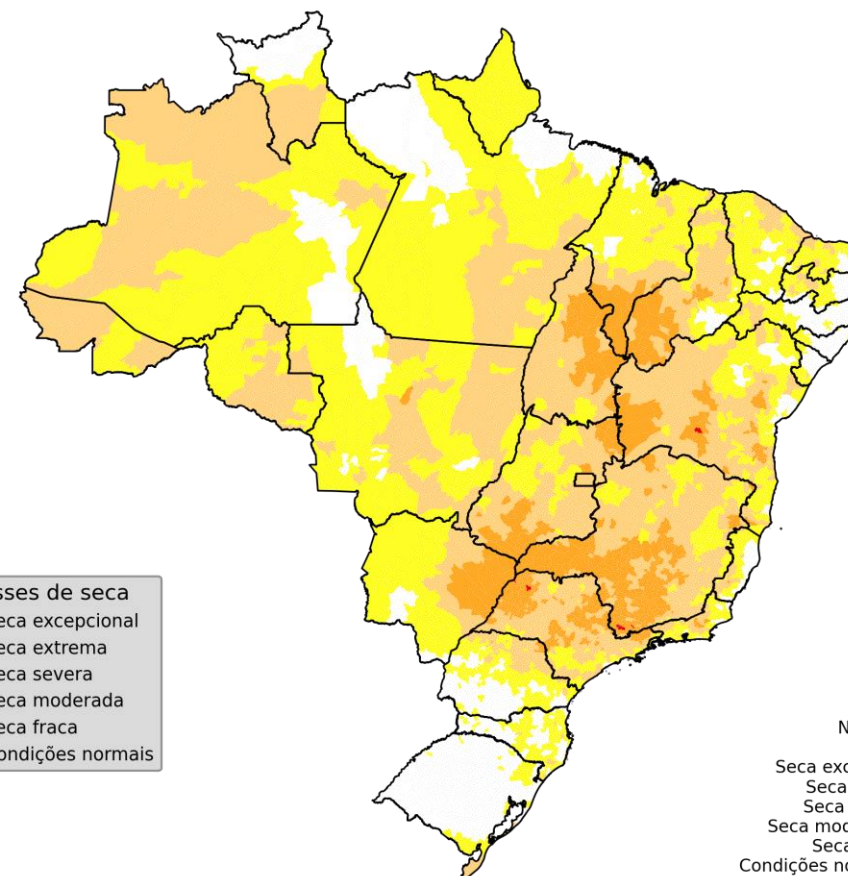 sses de seca
eca excepcional
eca extrema
eca severa
eca moderada
eca fraca
ondições normais
N
Seca exc
Seca
Seca
Seca mod
Seca
Condições no